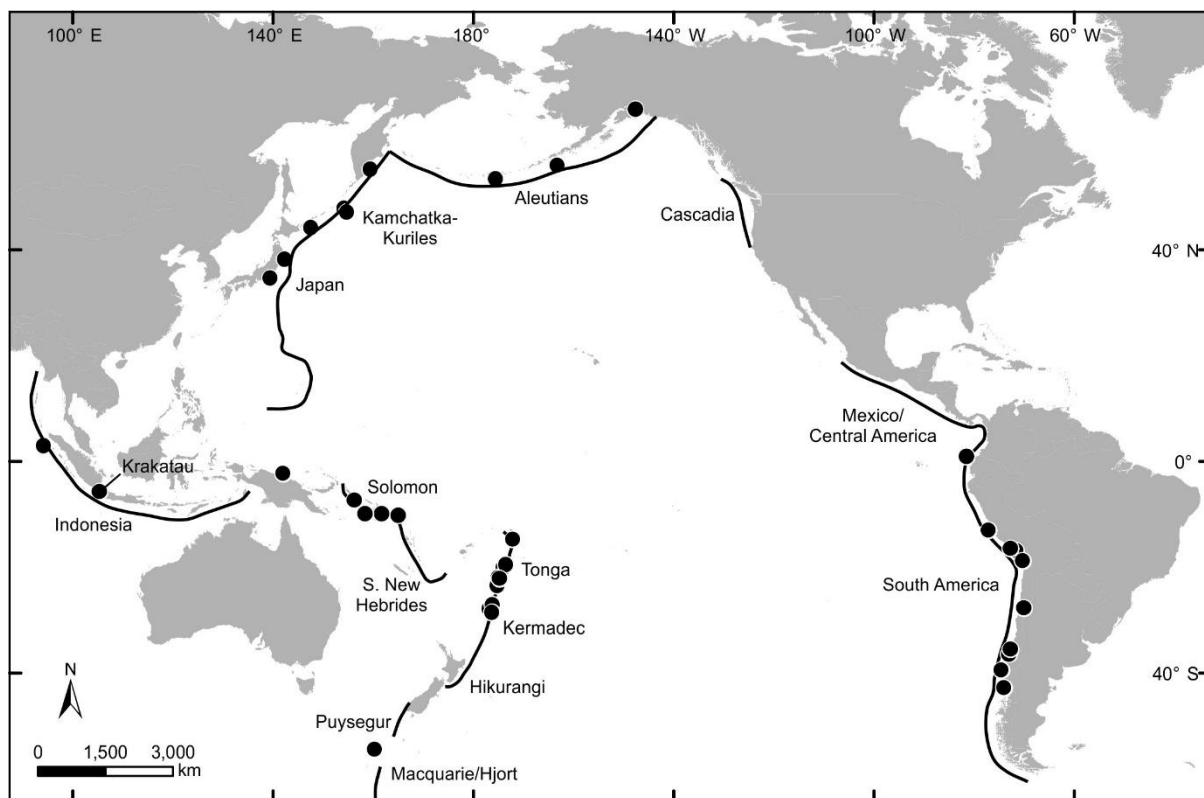 100° E
140° E
180°
140° W
100° W
60° W
Aleutians
Cascadia
Kamchatka-
Kuriles
40° N
Japan
Mexico/
Central America
Krakatau
0°
Solomon
Indonesia
Tonga
S. New
Hebrides
South America
Kermadec
N
40° S
Hikurangi
Puysegur
0 1,500 3,000
km
Macquarie/Hjort